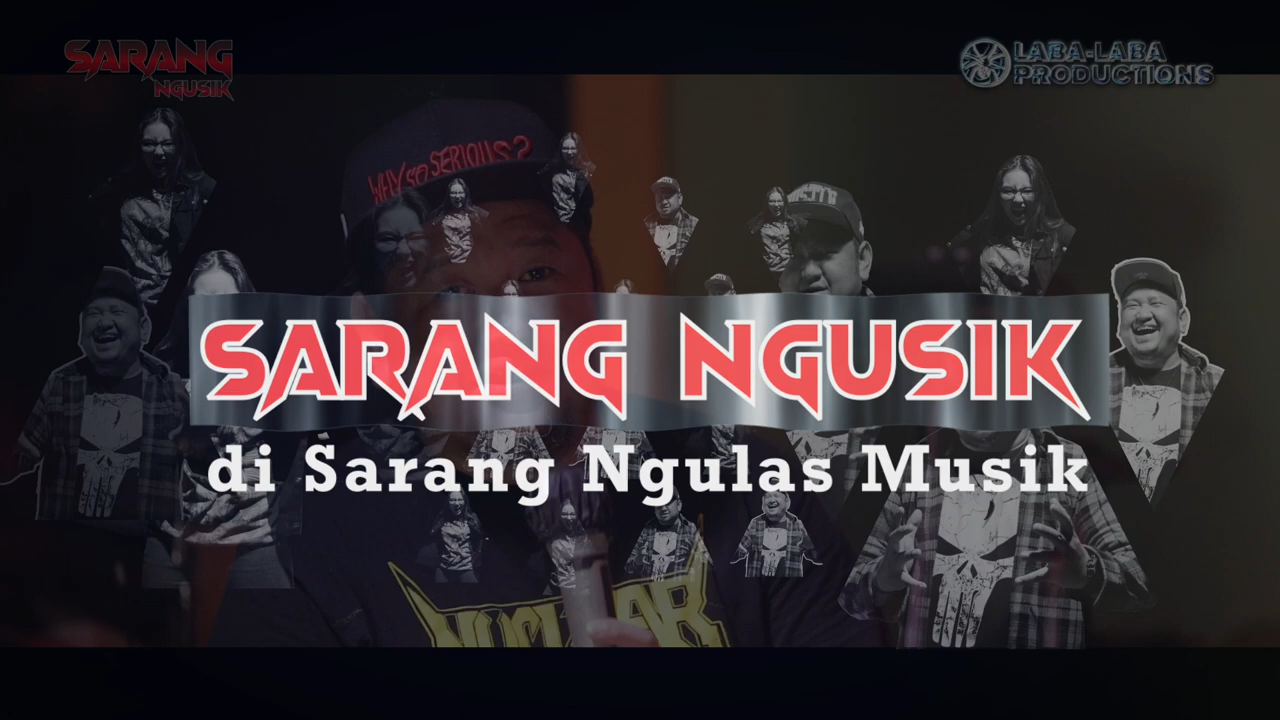 SARANG
NGUSIK
LABA-LABA
PRODUCTIONS
WHY SO SERIOUS?
SARANG NGUSIK
di Sarang Ngulas Musik